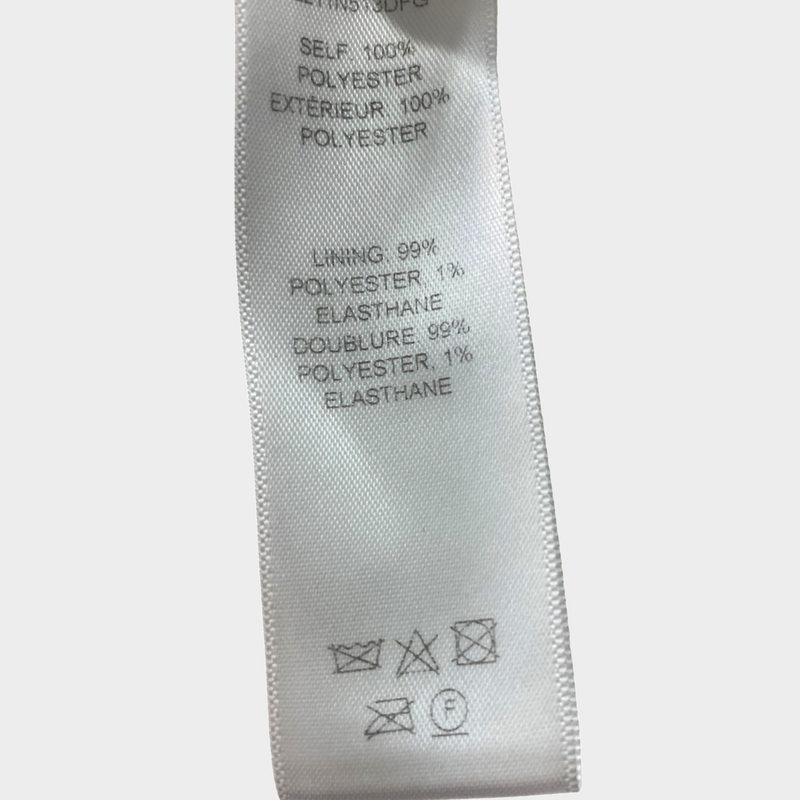 SELF: 100%
POLYESTER
EXTÉRIEUR: 100%
POLYESTER
LINING: 99%
POLYESTER, 1%
ELASTHANE
DOUBLURE: 99%
POLYESTER, 1%
ELASTHANE
F